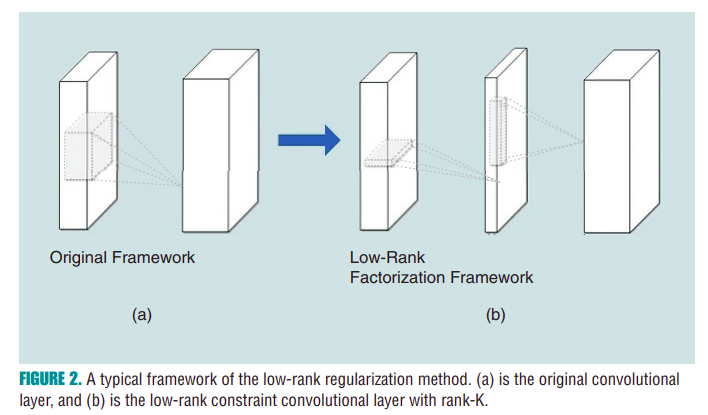 Original Framework
Low-Rank
Factorization Framework
(a)
(b)
FIGURE 2. A typical framework of the low-rank regularization method. (a) is the original convolutional
layer, and (b) is the low-rank constraint convolutional layer with rank-K.